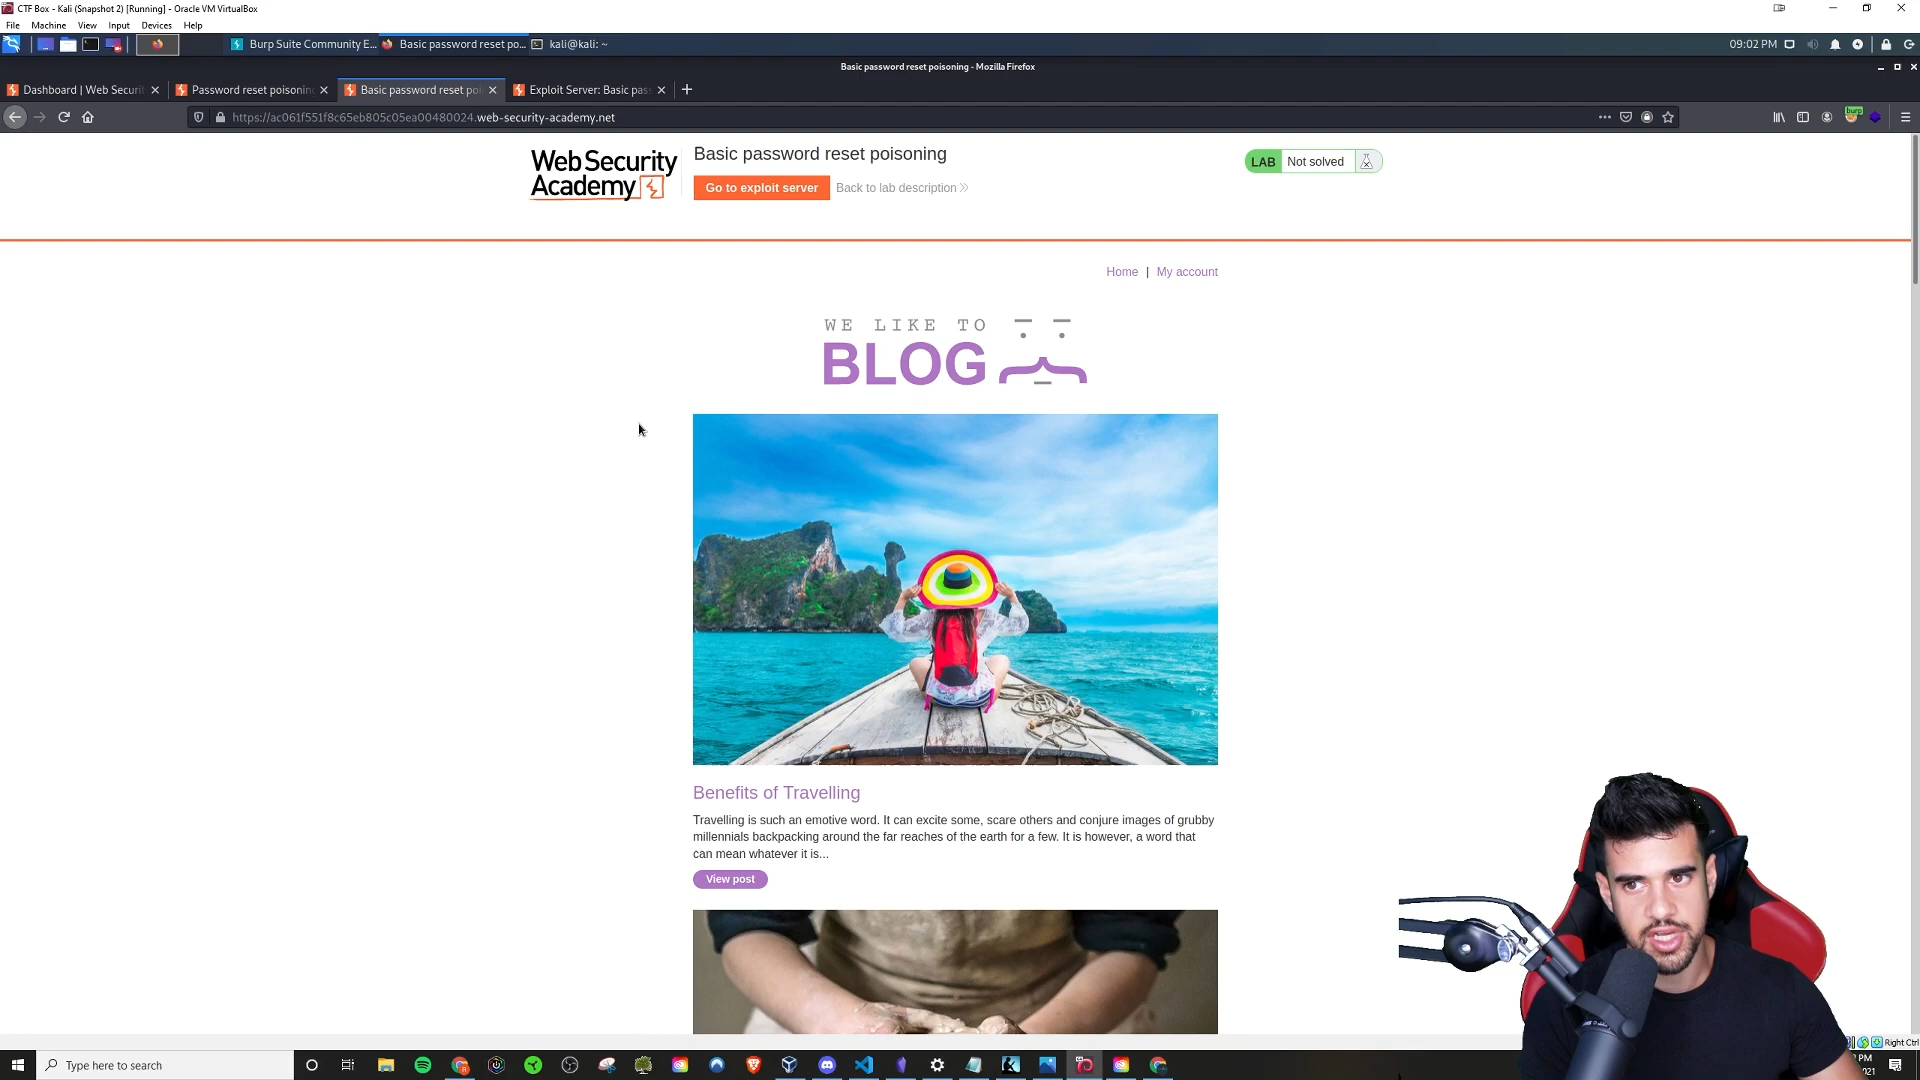 CTF Box - Kali (Snapshot 2) [Running] - Oracle VM VirtualBox
File Machine View Input Devices Help
Burp Suite Community E... Basic password reset po... kali@kali: ~ 09:02 PM
Basic password reset poisoning - Mozilla Firefox
Dashboard | Web Securi Password reset poisonin Basic password reset po Exploit Server: Basic pas
https://ac061f551f8c65eb805c05ea00480024.web-security-academy.net burp
Web Security
Academy
Basic password reset poisoning
Go to exploit server Back to lab description
LAB Not solved
Home | My account
WE LIKE TO
BLOG
Benefits of Travelling
Travelling is such an emotive word. It can excite some, scare others and conjure images of grubby
millennials backpacking around the far reaches of the earth for a few. It is however, a word that
can mean whatever it is...
View post
Right Ctrl
Type here to search
PM